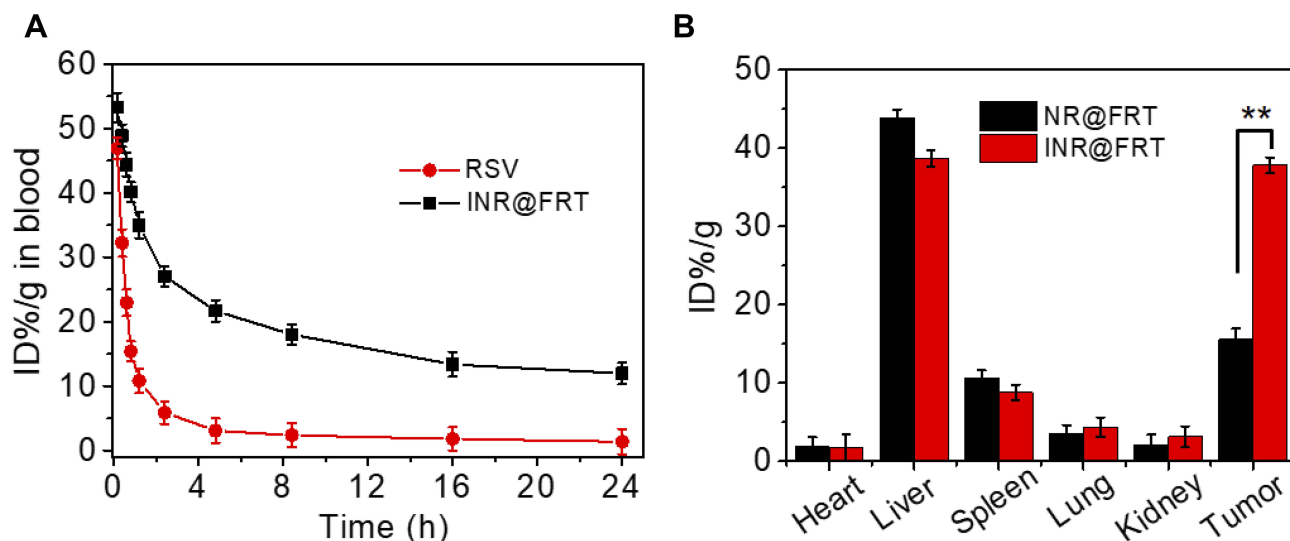 A
60
50
40
30
20
10
0
ID%/g in blood
RSV
INR@FRT
0 4 8 12 16 20 24
Time (h)
B
50
40
30
20
10
0
ID%/g
NR@FRT
INR@FRT
**
Heart Liver Spleen Lung Kidney Tumor